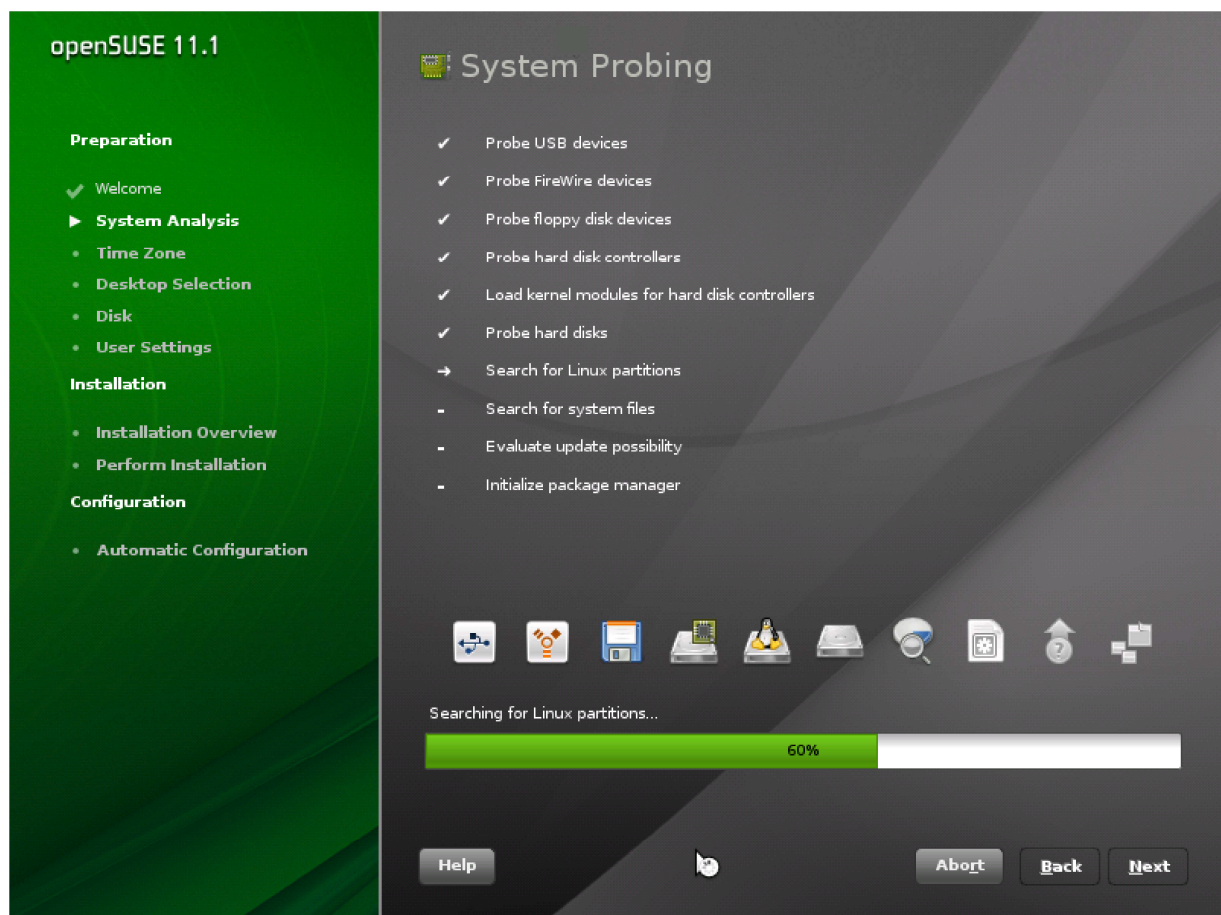 openSUSE 11.1
Preparation
Welcome
System Analysis
Time Zone
Desktop Selection
Disk
User Settings
Installation
Installation Overview
Perform Installation
Configuration
Automatic Configuration
System Probing
Probe USB devices
Probe FireWire devices
Probe floppy disk devices
Probe hard disk controllers
Load kernel modules for hard disk controllers
Probe hard disks
Search for Linux partitions
Search for system files
Evaluate update possibility
Initialize package manager
Searching for Linux partitions...
60%
Help Abort Back Next